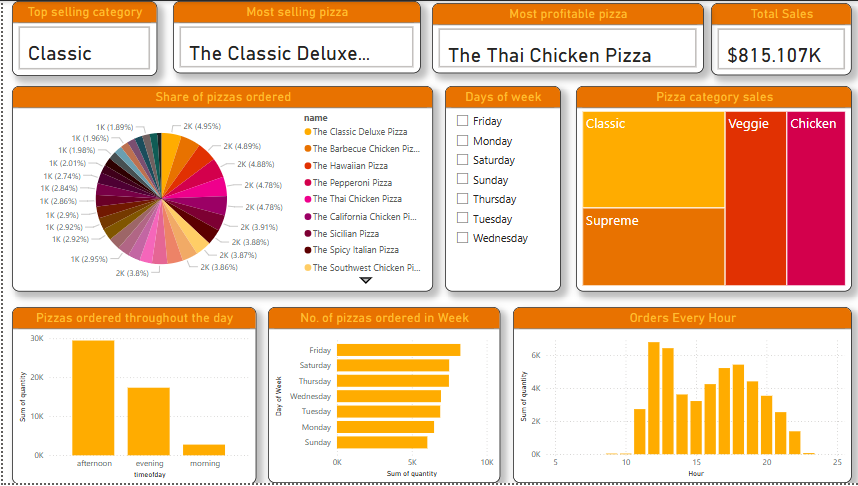 Top selling category
Classic
Most selling pizza
The Classic Deluxe...
Most profitable pizza
The Thai Chicken Pizza
Total Sales
$815.107K
Share of pizzas ordered
1K (1.89%)
1K (1.96%)
1K (1.98%)
1K (2.01%)
1K (2.74%)
1K (2.84%)
1K (2.86%)
1K (2.9%)
1K (2.92%)
1K (2.92%)
1K (2.95%)
2K (3.8%)
2K (4.95%)
2K (4.89%)
2K (4.88%)
2K (4.78%)
2K (4.78%)
2K (3.91%)
2K (3.88%)
2K (3.87%)
2K (3.86%)
name
The Classic Deluxe Pizza
The Barbecue Chicken Piz...
The Hawaiian Pizza
The Pepperoni Pizza
The Thai Chicken Pizza
The California Chicken Pi...
The Sicilian Pizza
The Spicy Italian Pizza
The Southwest Chicken Pi...
Days of week
Friday
Monday
Saturday
Sunday
Thursday
Tuesday
Wednesday
Pizza category sales
Classic
Supreme
Veggie
Chicken
Pizzas ordered throughout the day
Sum of quantity
30K
20K
10K
0K
afternoon
evening
morning
timeofday
No. of pizzas ordered in Week
Day of Week
Friday
Saturday
Thursday
Wednesday
Tuesday
Monday
Sunday
0K
5K
10K
Sum of quantity
Orders Every Hour
Sum of quantity
6K
4K
2K
0K
5
10
15
20
25
Hour